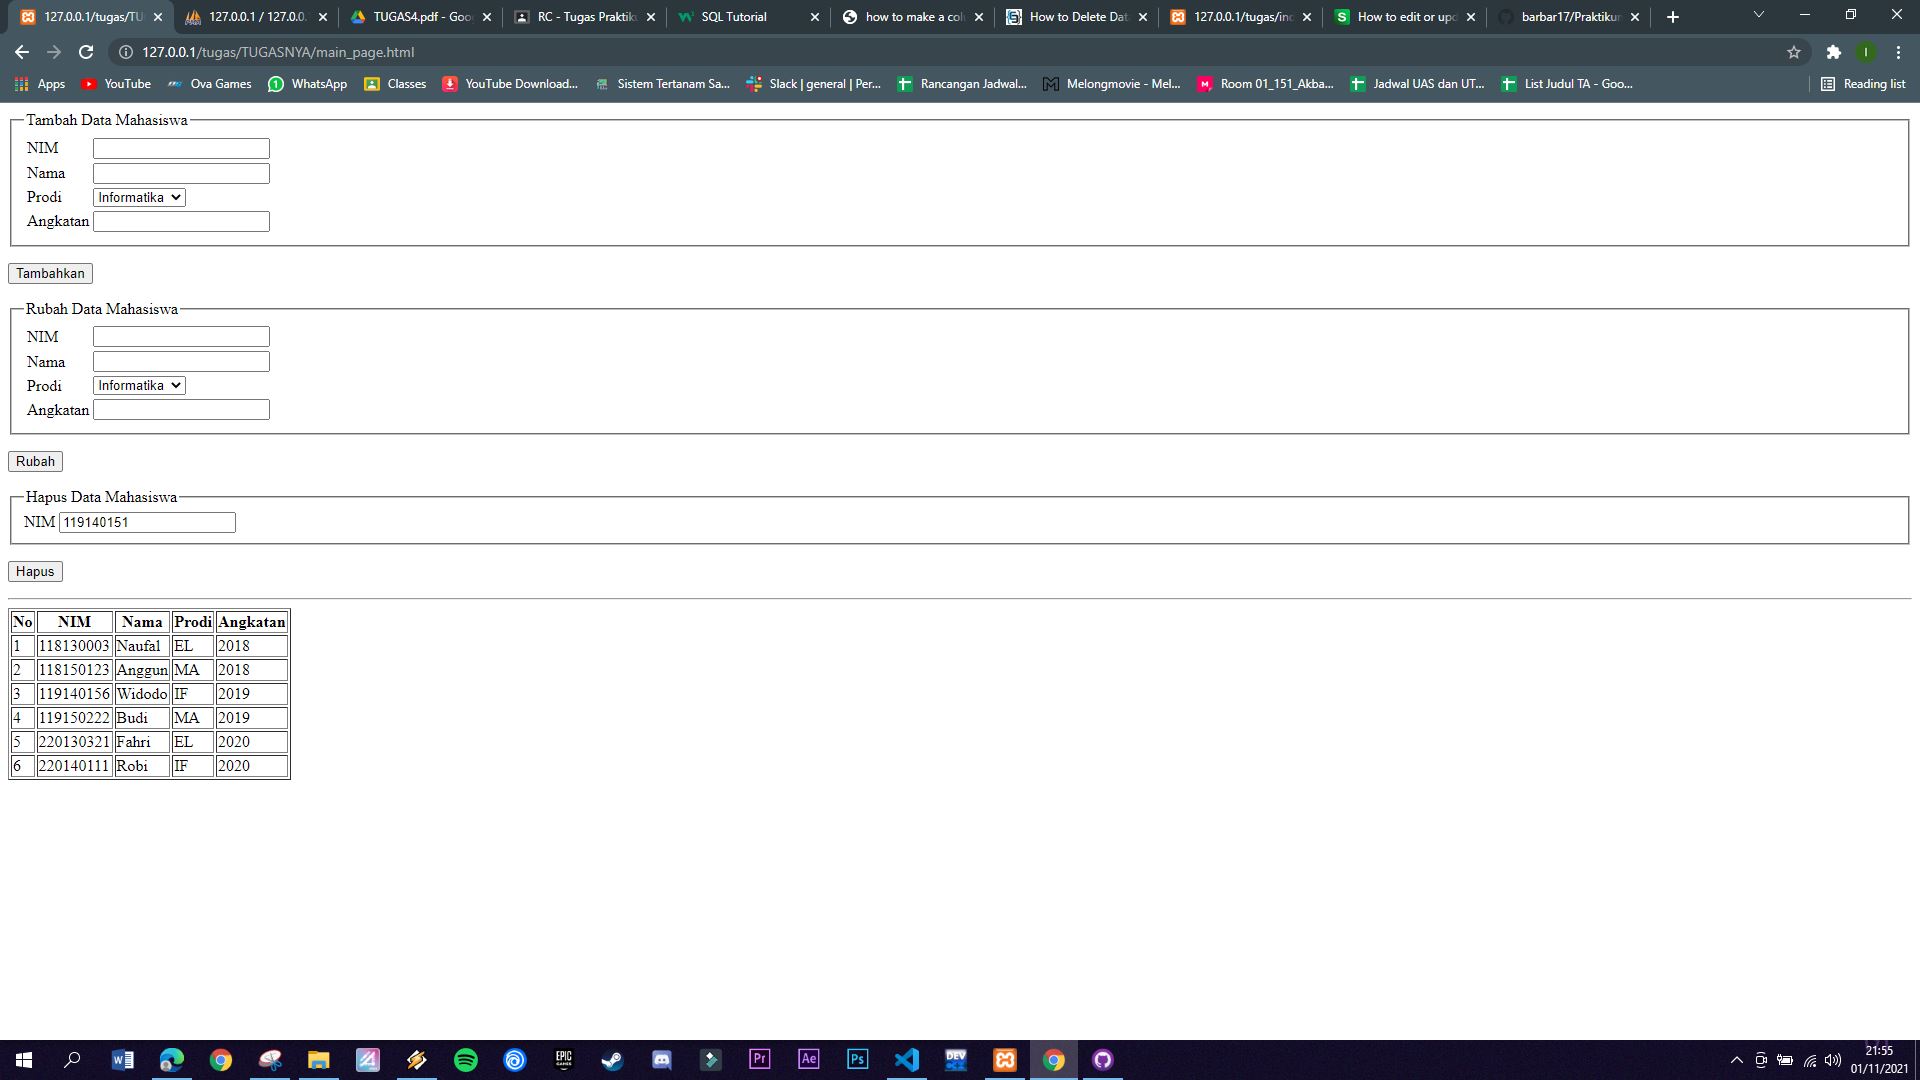 127.0.0.1/tugas/TU
127.0.0.1 / 127.0.0.
TUGAS4.pdf - Goo
RC - Tugas Praktik
SQL Tutorial
how to make a col
How to Delete Dat
127.0.0.1/tugas/inc
How to edit or upd
barbar17/Praktikur
127.0.0.1/tugas/TUGASNYA/main_page.html
Apps
YouTube
Ova Games
WhatsApp
Classes
YouTube Download...
Sistem Tertanam Sa...
Slack | general | Per...
Rancangan Jadwal...
Melongmovie - Mel...
Room 01_151_Akba...
Jadwal UAS dan UT...
List Judul TA - Goo...
Reading list
Tambah Data Mahasiswa
NIM
Nama
Prodi Informatika
Angkatan
Tambahkan
Rubah Data Mahasiswa
NIM
Nama
Prodi Informatika
Angkatan
Rubah
Hapus Data Mahasiswa
NIM 119140151
Hapus
No NIM Nama Prodi Angkatan
1 118130003 Naufal EL 2018
2 118150123 Anggun MA 2018
3 119140156 Widodo IF 2019
4 119150222 Budi MA 2019
5 220130321 Fahri EL 2020
6 220140111 Robi IF 2020
EPIC GAMES
Pr
Ae
Ps
DEV
21:55
01/11/2021